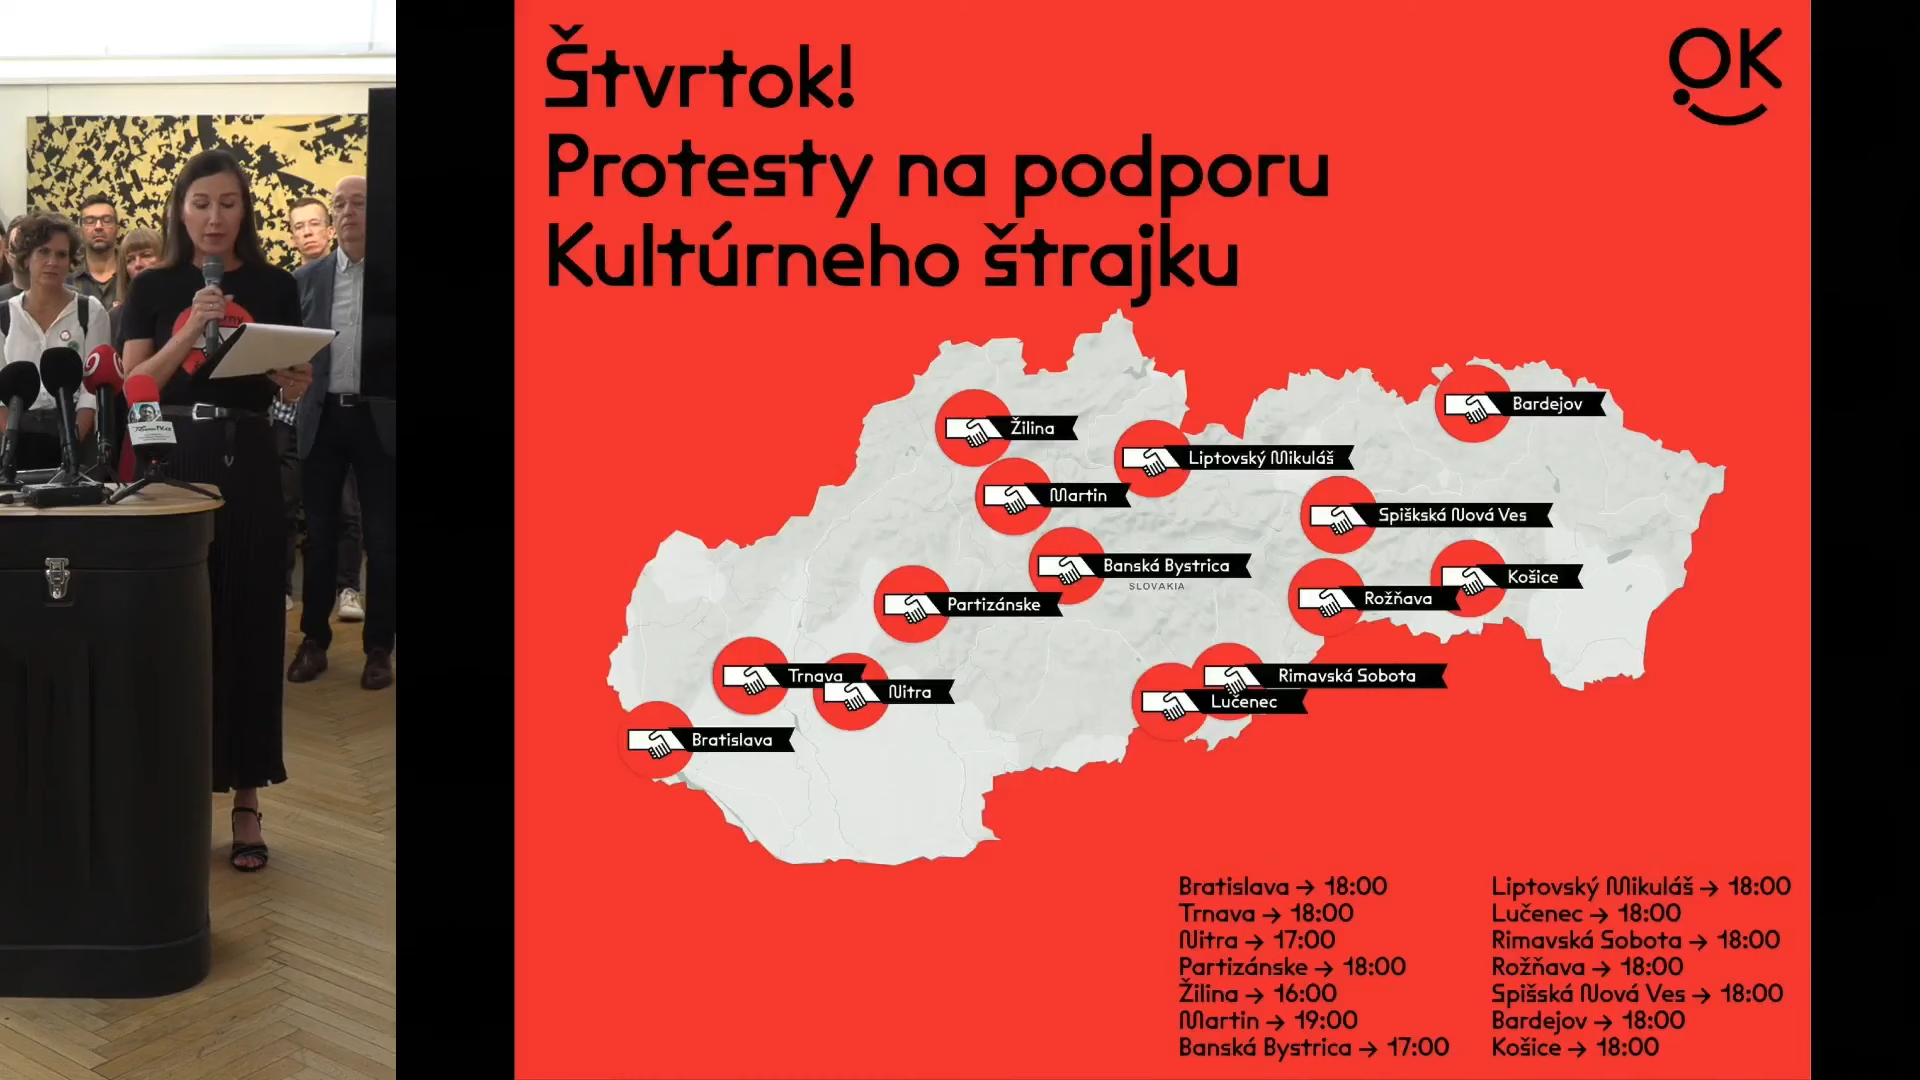 Štvrtok!
Protesty na podporu
Kultúrneho štrajku
OK
Žilina
Bardejov
Liptovský Mikuláš
Martin
Spiškská Nová Ves
Banská Bystrica
SLOVAKIA
Košice
Partizánske
Rožňava
Trnava
Nitra
Rimavská Sobota
Lučenec
Bratislava
Bratislava → 18:00
Trnava → 18:00
Nitra → 17:00
Partizánske → 18:00
Žilina → 16:00
Martin → 19:00
Banská Bystrica → 17:00
Liptovský Mikuláš → 18:00
Lučenec → 18:00
Rimavská Sobota → 18:00
Rožňava → 18:00
Spišská Nová Ves → 18:00
Bardejov → 18:00
Košice → 18:00